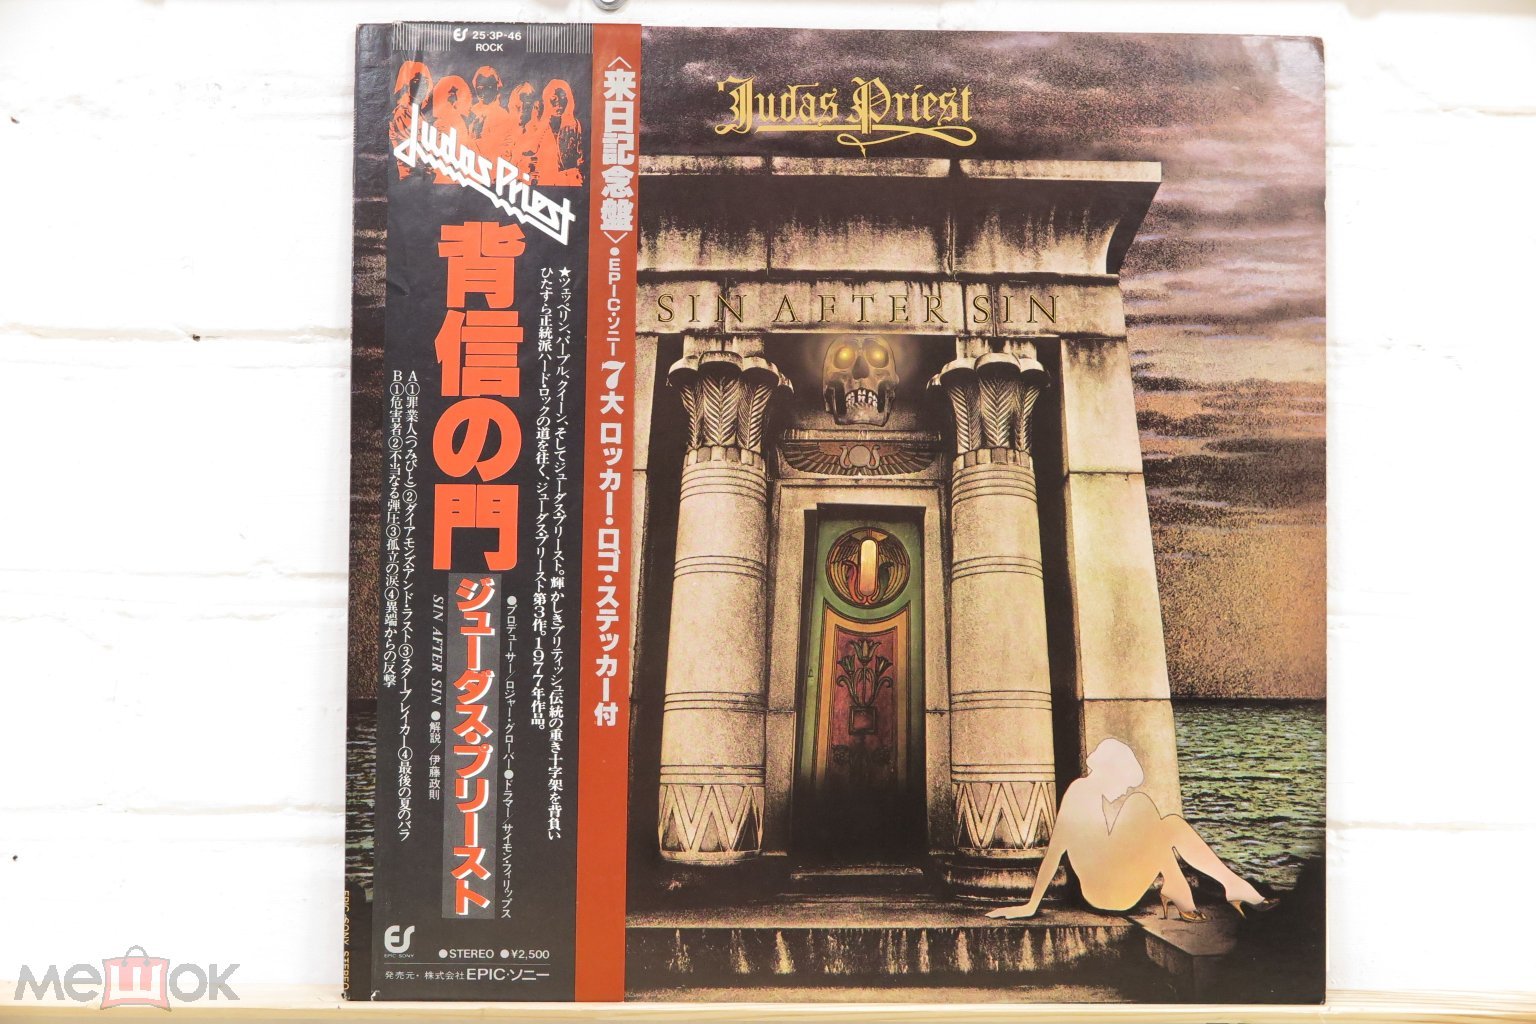 ES 25・3P-46
ROCK
Judas Priest
背信の門
ジューダス・プリースト
SIN AFTER SIN ●解説／伊藤政則
★ツェッペリン、パープル、クイーン、そしてジューダス・プリースト。輝かしきブリティッシュ伝統の重き十字架を背負い
ひたすら正統派ハード・ロックの道を往く、ジューダス・プリースト第3作。1977年作品。
●プロデューサー／ロジャー・グローバー●ドラマー／サイモン・フィリップス
A①罪業人(つみびと)②ダイアモンズ・アンド・ラスト③スターブレイカー④最後の夏のバラ
B①危害者②不当なる弾圧③孤立の涙④異端からの反撃
ES
EPIC SONY
●STEREO ●¥2,500
発売元・株式会社EPIC・ソニー
〈来日記念盤〉●EPIC・ソニー7大 ロッカー・ロゴ・ステッカー付
Judas Priest
SIN AFTER SIN
EPIC SONY STEREO
мешок